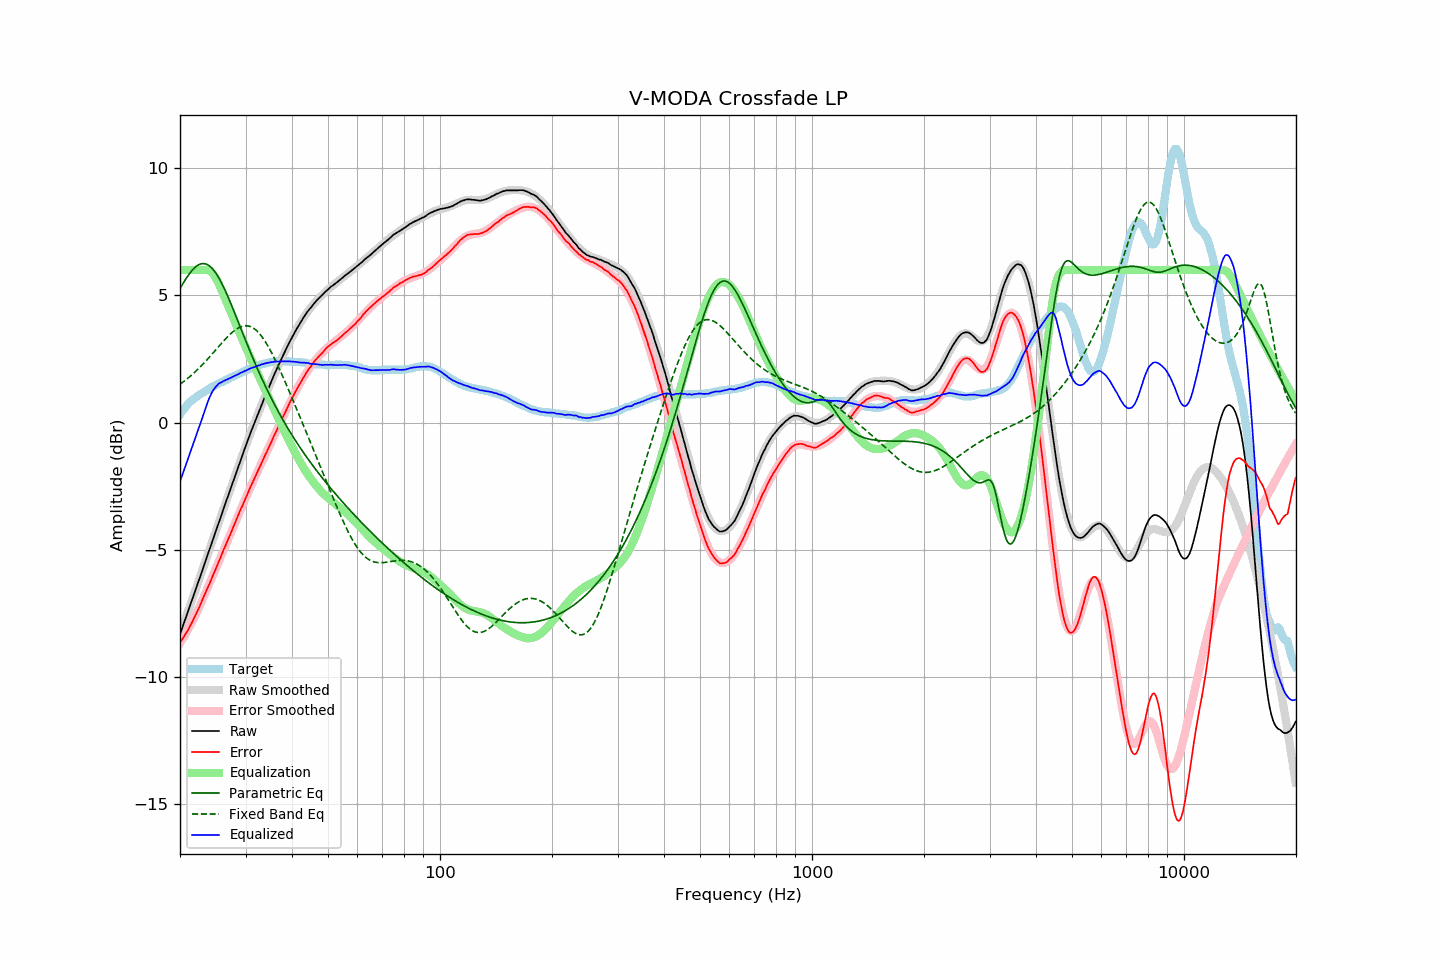 V-MODA Crossfade LP
10
5
0
−5
−10
−15
Amplitude (dBr)
Target
Raw Smoothed
Error Smoothed
Raw
Error
Equalization
Parametric Eq
Fixed Band Eq
Equalized
100
1000
10000
Frequency (Hz)